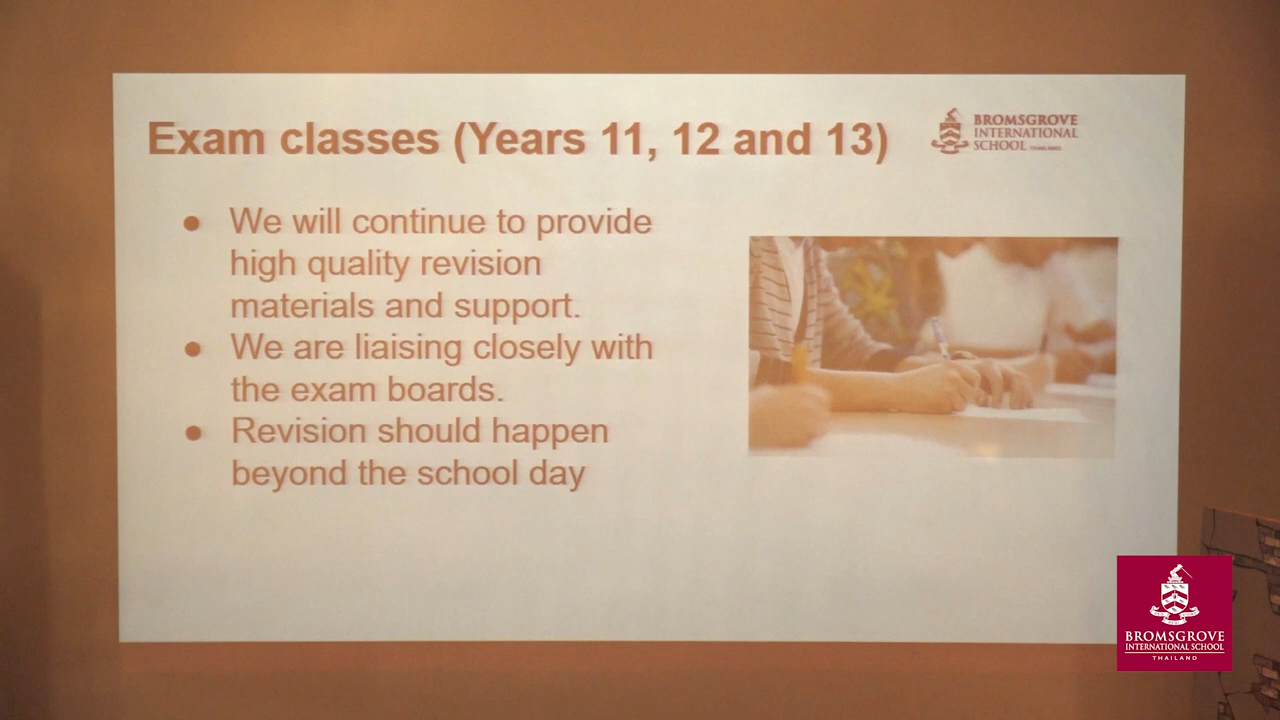 Exam classes (Years 11, 12 and 13)
BROMSGROVE
INTERNATIONAL
SCHOOL THAILAND
● We will continue to provide
high quality revision
materials and support.
● We are liaising closely with
the exam boards.
● Revision should happen
beyond the school day
BROMSGROVE
INTERNATIONAL SCHOOL
THAILAND